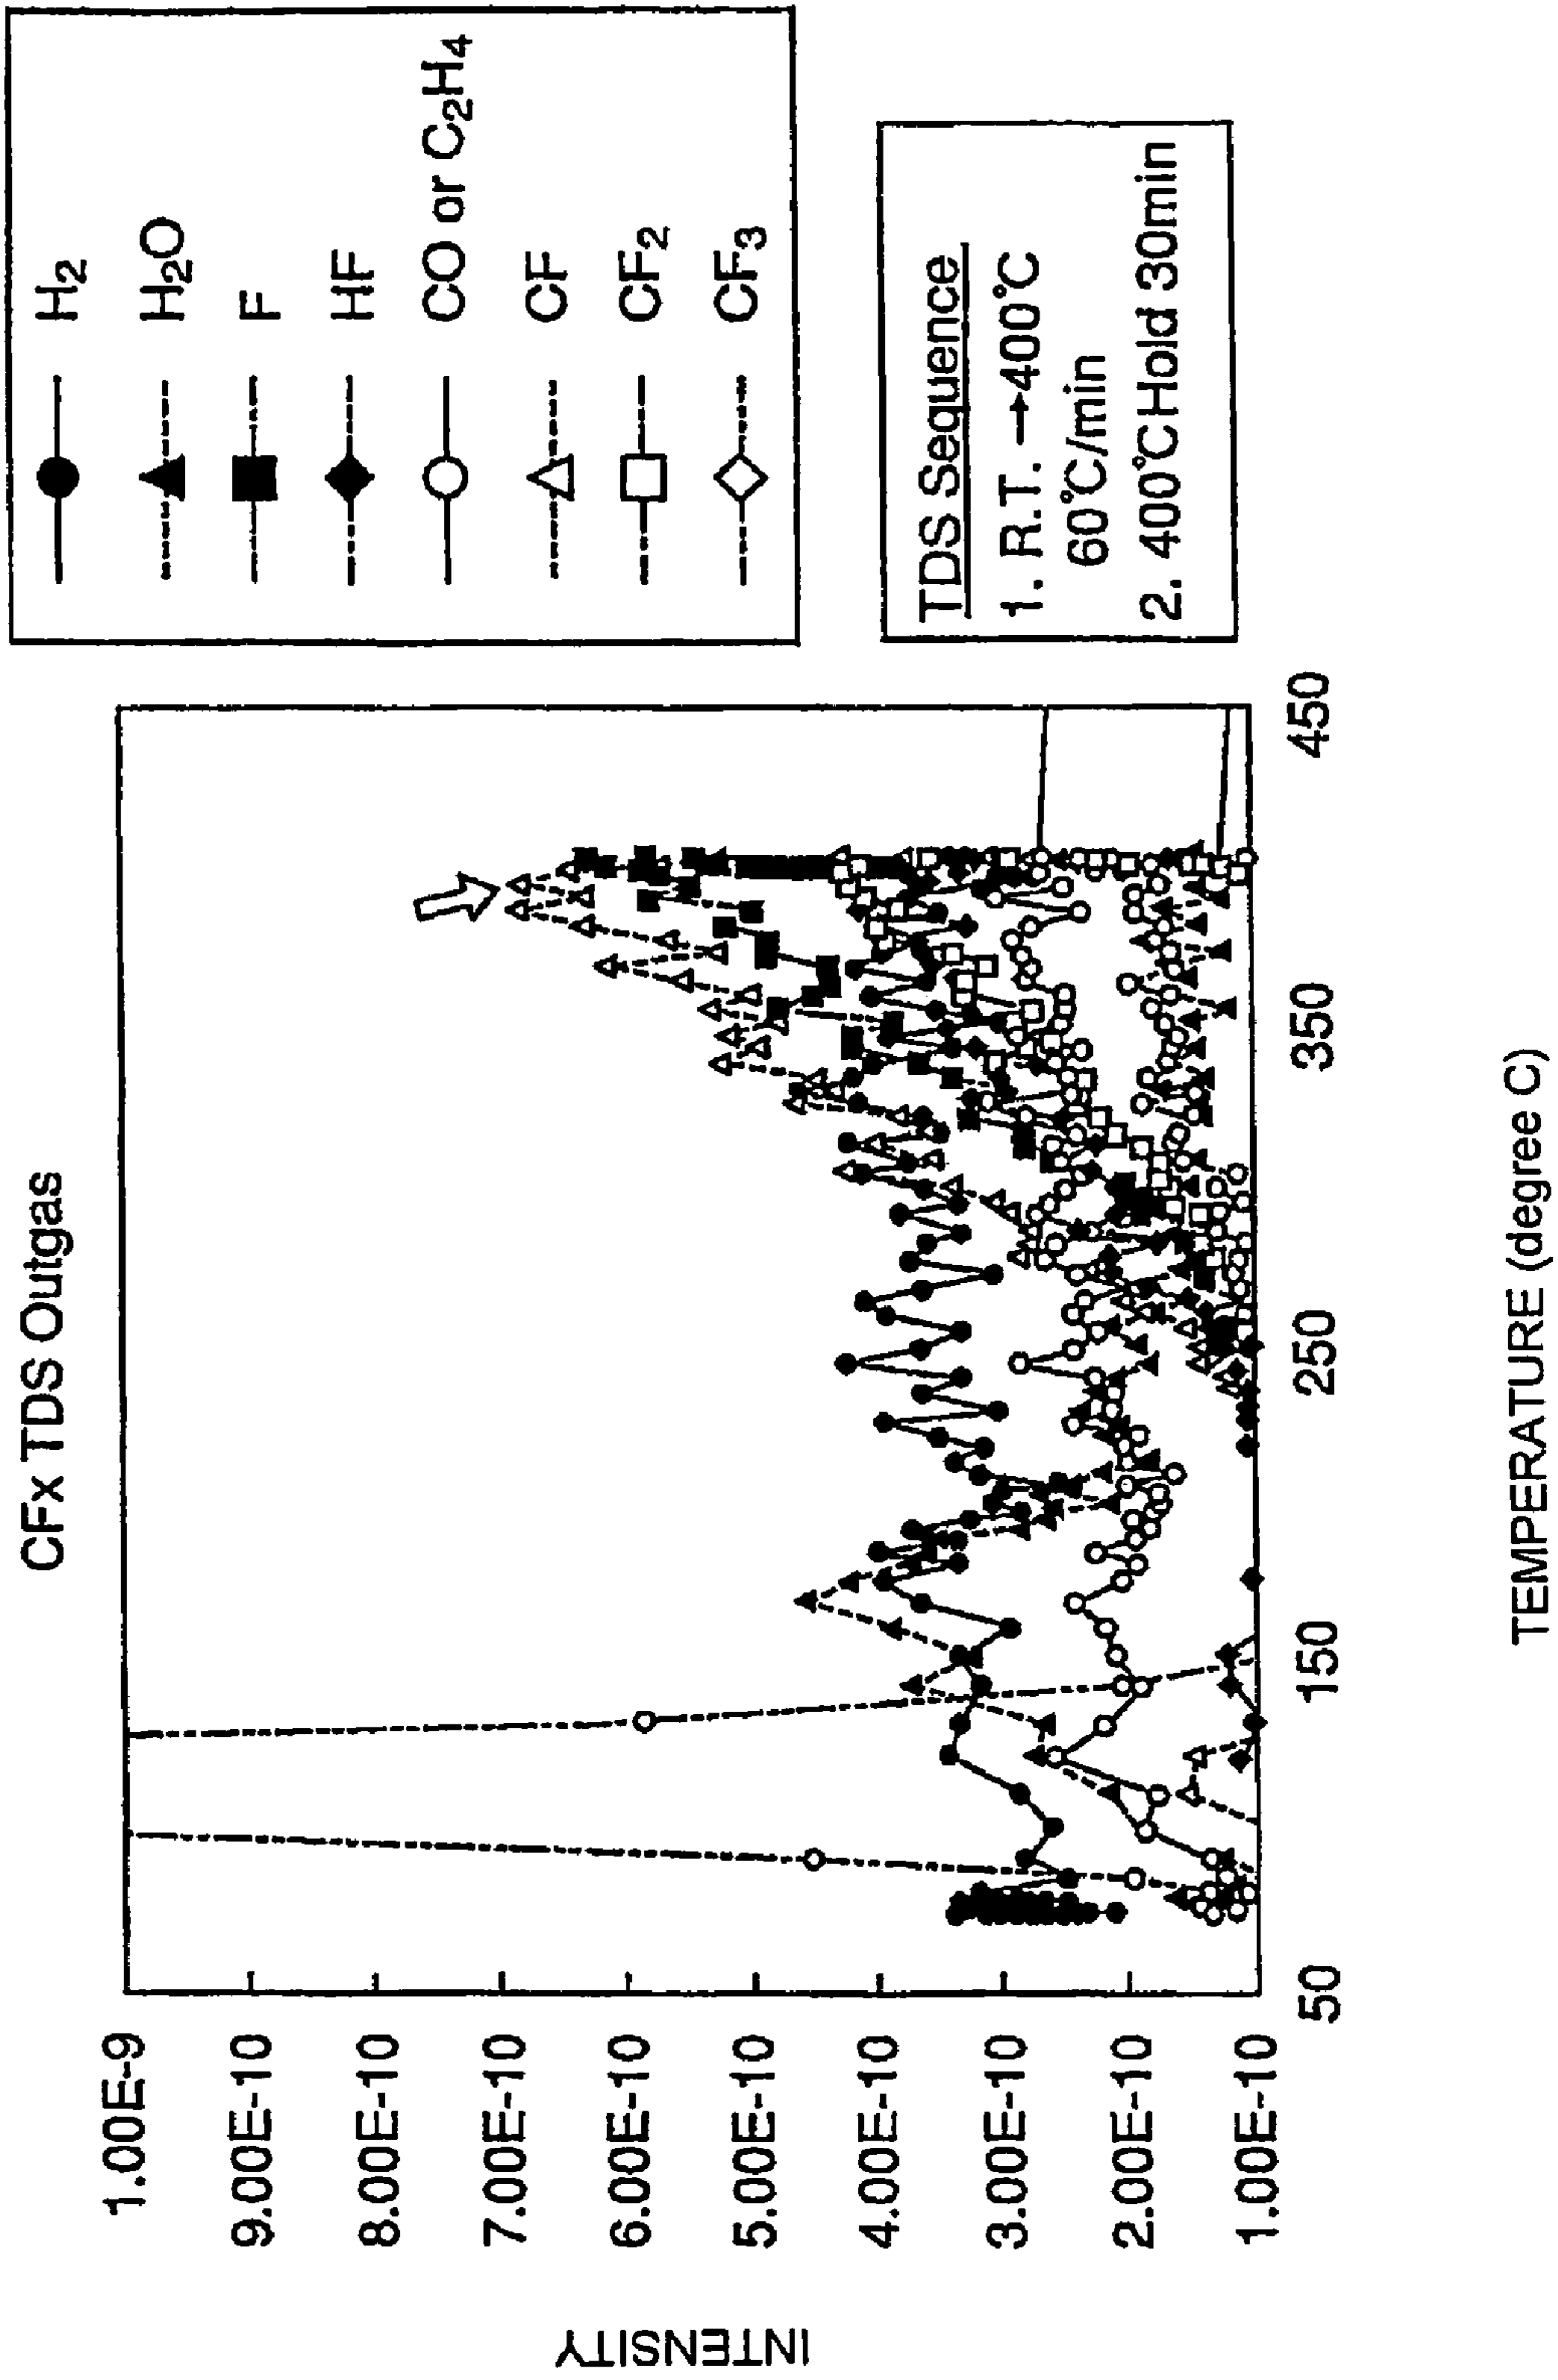 CFx TDS Outgas
INTENSITY
1.00E-9
9.00E-10
8.00E-10
7.00E-10
6.00E-10
5.00E-10
4.00E-10
3.00E-10
2.00E-10
1.00E-10
50
150
250
350
450
TEMPERATURE (degree C)
H2
H2O
F
HF
CO or C2H4
CF
CF2
CF3
TDS Sequence
1. R.T. →400°C
60°C/min
2. 400°CHold 30min